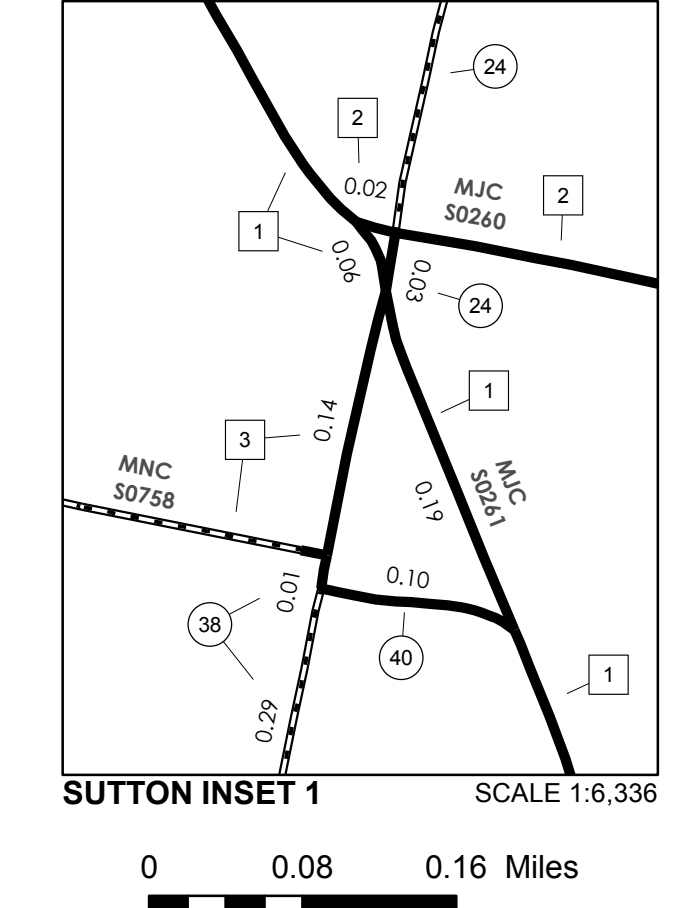 24
2
0.02
MJC
S0260
2
1
0.06
0.03
24
1
0.14
3
MNC
S0758
MJC
S0261
0.19
0.10
0.01
38
40
1
0.29
SUTTON INSET 1
SCALE 1:6,336
0 0.08 0.16 Miles